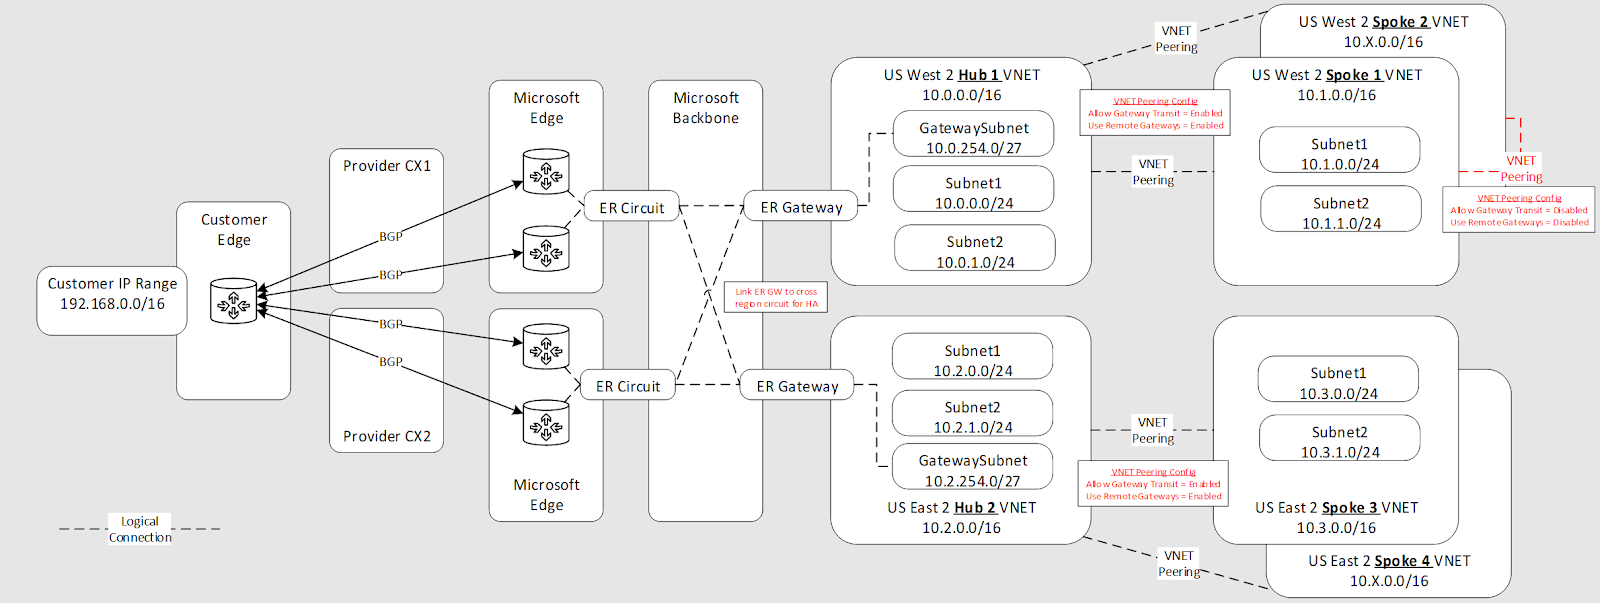 Customer IP Range
192.168.0.0/16
Customer
Edge
Provider CX1
BGP
BGP
BGP
BGP
Provider CX2
Microsoft
Edge
Microsoft
Edge
ER Circuit
ER Circuit
Microsoft
Backbone
Link ER GW to cross
region circuit for HA
ER Gateway
ER Gateway
US West 2 Hub 1 VNET
10.0.0.0/16
GatewaySubnet
10.0.254.0/27
Subnet1
10.0.0.0/24
Subnet2
10.0.1.0/24
Subnet1
10.2.0.0/24
Subnet2
10.2.1.0/24
GatewaySubnet
10.2.254.0/27
US East 2 Hub 2 VNET
10.2.0.0/16
VNET
Peering
VNET Peering Config
Allow Gateway Transit = Enabled
Use Remote Gateways = Enabled
VNET
Peering
VNET
Peering
VNET Peering Config
Allow Gateway Transit = Enabled
Use Remote Gateways = Enabled
VNET
Peering
US West 2 Spoke 2 VNET
10.X.0.0/16
US West 2 Spoke 1 VNET
10.1.0.0/16
Subnet1
10.1.0.0/24
Subnet2
10.1.1.0/24
VNET
Peering
VNET Peering Config
Allow Gateway Transit = Disabled
Use Remote Gateways = Disabled
Subnet1
10.3.0.0/24
Subnet2
10.3.1.0/24
US East 2 Spoke 3 VNET
10.3.0.0/16
US East 2 Spoke 4 VNET
10.X.0.0/16
Logical
Connection